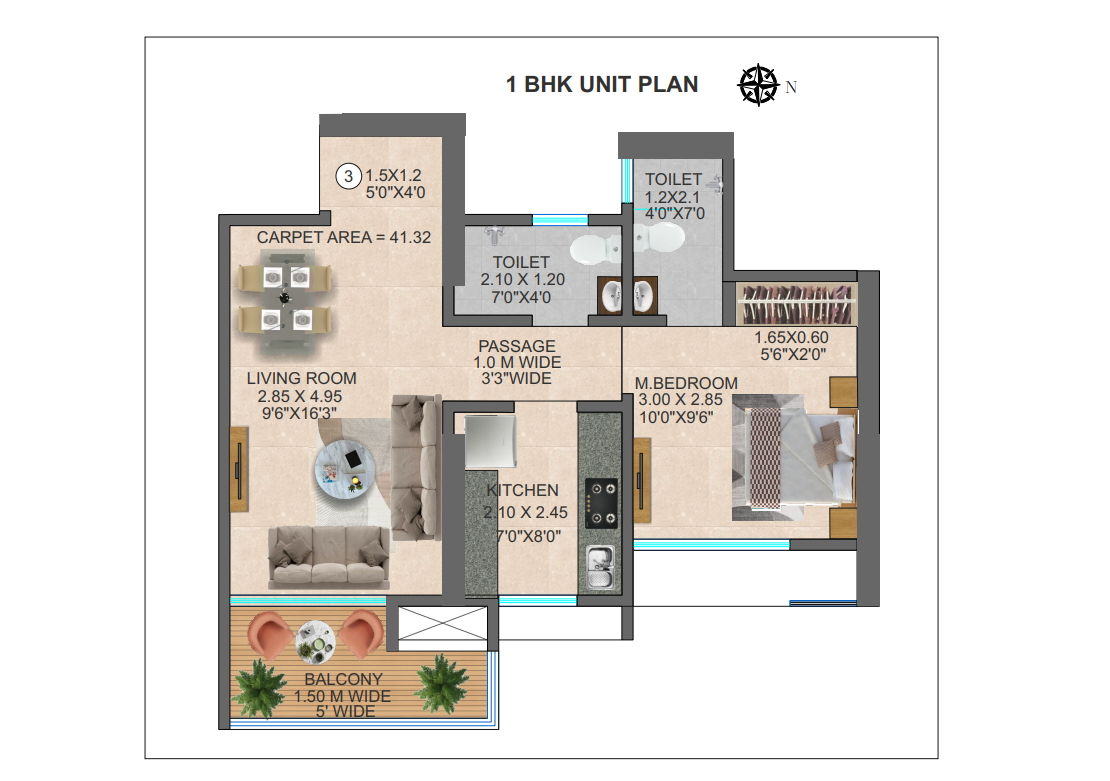 1 BHK UNIT PLAN
N
3
1.5X1.2
5'0"X4'0
CARPET AREA = 41.32
TOILET
1.2X2.1
4'0"X7'0
TOILET
2.10 X 1.20
7'0"X4'0
PASSAGE
1.0 M WIDE
3'3"WIDE
1.65X0.60
5'6"X2'0"
LIVING ROOM
2.85 X 4.95
9'6"X16'3"
M.BEDROOM
3.00 X 2.85
10'0"X9'6"
KITCHEN
2.10 X 2.45
7'0"X8'0"
BALCONY
1.50 M WIDE
5' WIDE